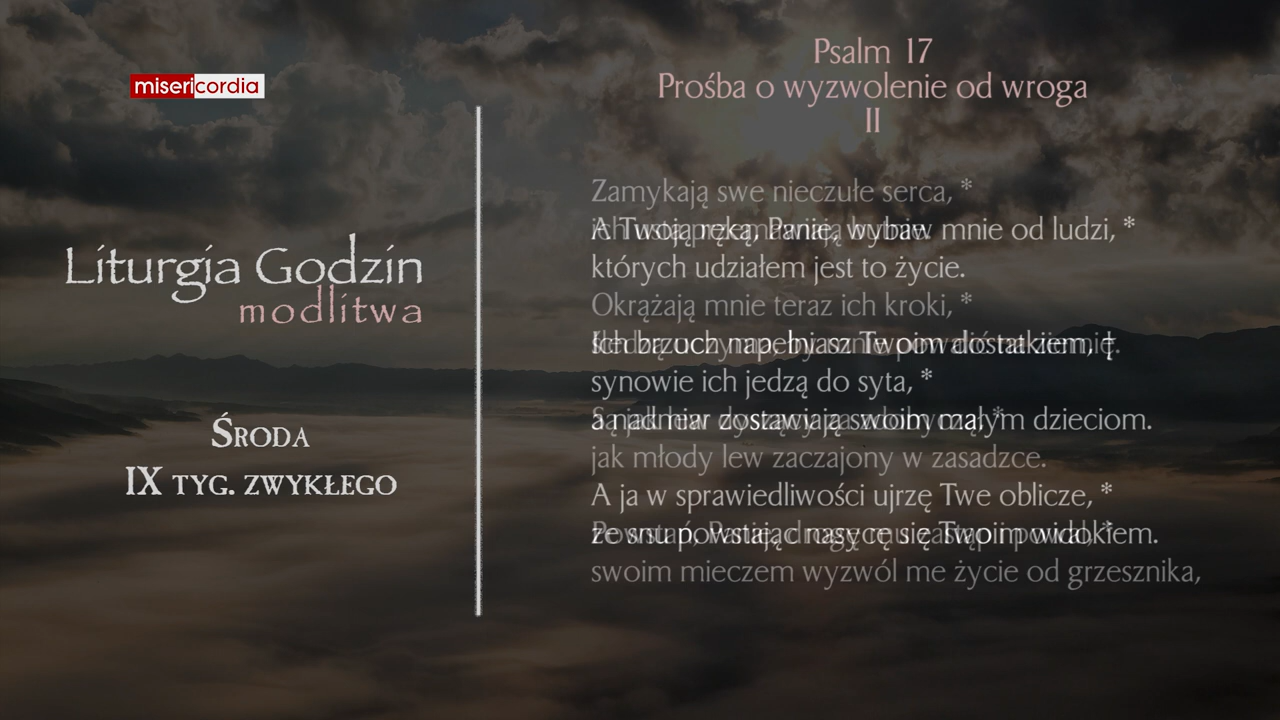 misericordia
Liturgia Godzin
modlitwa
Środa
IX tyg. zwykłego
Psalm 17
Prośba o wyzwolenie od wroga
II
Zamykają swe nieczułe serca, *
A Twoją ręką, Panie, wybaw mnie od ludzi, *
których udziałem jest to życie.
Okrążają mnie teraz ich kroki, *
Ich brzuch napełniasz Twoim dostatkiem, †
synowie ich jedzą do syta, *
a nadmiar zostawiają swoim małym dzieciom.
jak młody lew zaczajony w zasadzce.
A ja w sprawiedliwości ujrzę Twe oblicze, *
ze snu powstając nasycę się Twoim widokiem.
swoim mieczem wyzwól me życie od grzesznika,